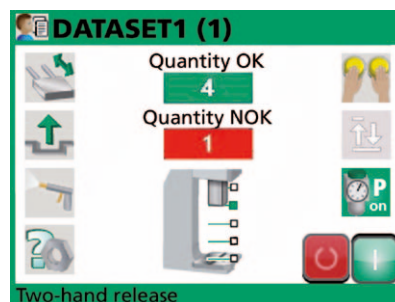 DATASET1 (1)
Quantity OK
4
Quantity NOK
1
P
on
Two-hand release